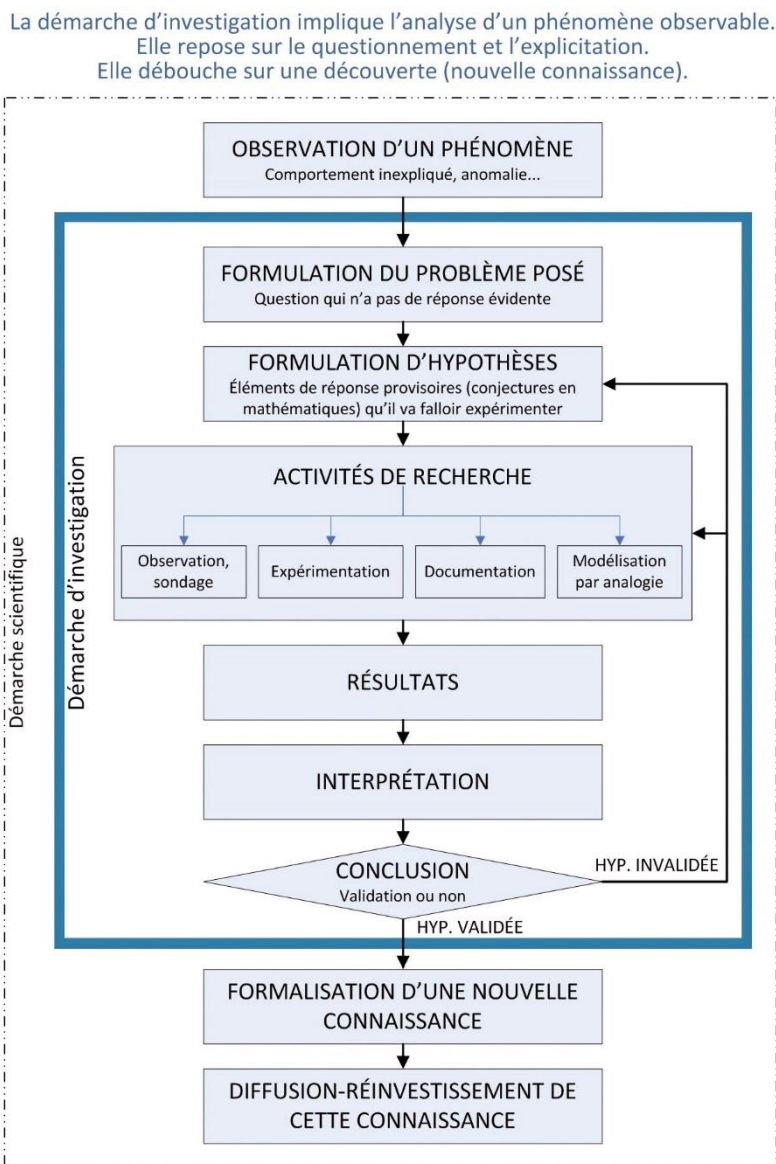 La démarche d’investigation implique l’analyse d’un phénomène observable.
Elle repose sur le questionnement et l’explicitation.
Elle débouche sur une découverte (nouvelle connaissance).
OBSERVATION D’UN PHÉNOMÈNE
Comportement inexpliqué, anomalie...
FORMULATION DU PROBLÈME POSÉ
Question qui n’a pas de réponse évidente
FORMULATION D’HYPOTHÈSES
Éléments de réponse provisoires (conjectures en
mathématiques) qu’il va falloir expérimenter
ACTIVITÉS DE RECHERCHE
Observation,
sondage
Expérimentation
Documentation
Modélisation
par analogie
RÉSULTATS
INTERPRÉTATION
CONCLUSION
Validation ou non
HYP. INVALIDÉE
HYP. VALIDÉE
FORMALISATION D’UNE NOUVELLE
CONNAISSANCE
DIFFUSION-RÉINVESTISSEMENT DE
CETTE CONNAISSANCE
Démarche scientifique
Démarche d’investigation